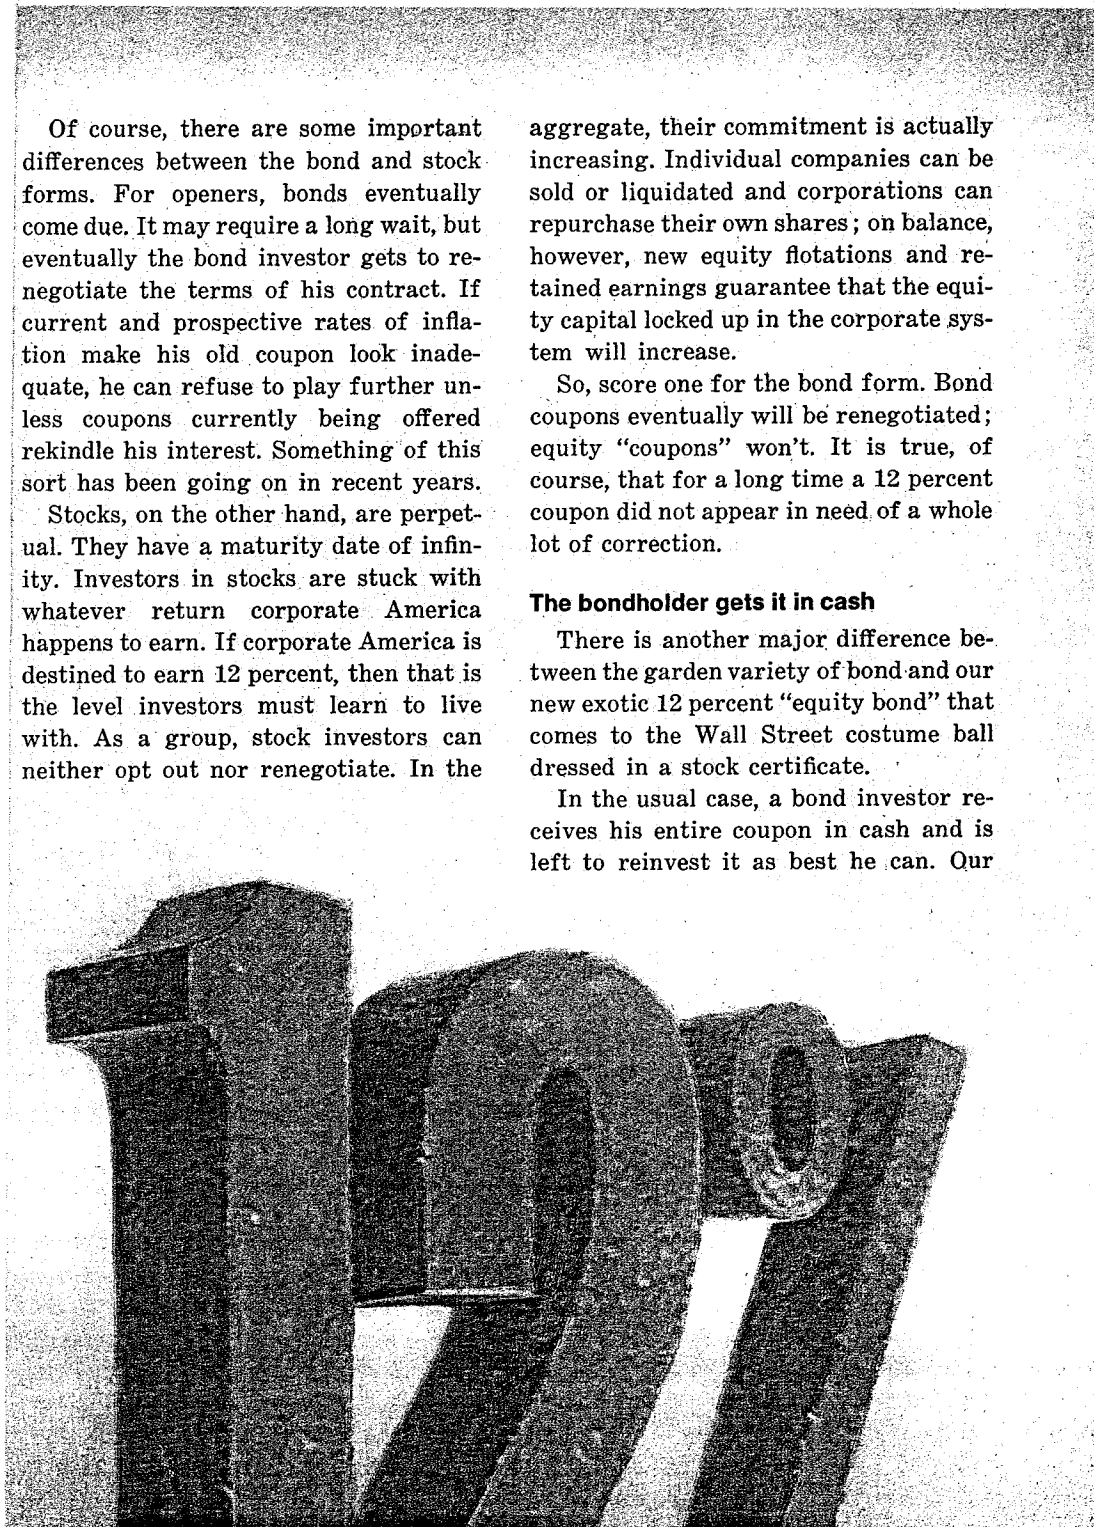 Of course, there are some important
differences between the bond and stock
forms. For openers, bonds eventually
come due. It may require a long wait, but
eventually the bond investor gets to re-
negotiate the terms of his contract. If
current and prospective rates of infla-
tion make his old coupon look inade-
quate, he can refuse to play further un-
less coupons currently being offered
rekindle his interest. Something of this
sort has been going on in recent years.
Stocks, on the other hand, are perpet-
ual. They have a maturity date of infin-
ity. Investors in stocks are stuck with
whatever return corporate America
happens to earn. If corporate America is
destined to earn 12 percent, then that is
the level investors must learn to live
with. As a group, stock investors can
neither opt out nor renegotiate. In the
aggregate, their commitment is actually
increasing. Individual companies can be
sold or liquidated and corporations can
repurchase their own shares; on balance,
however, new equity flotations and re-
tained earnings guarantee that the equi-
ty capital locked up in the corporate sys-
tem will increase.
So, score one for the bond form. Bond
coupons eventually will be renegotiated;
equity "coupons" won't. It is true, of
course, that for a long time a 12 percent
coupon did not appear in need of a whole
lot of correction.
The bondholder gets it in cash
There is another major difference be-
tween the garden variety of bond and our
new exotic 12 percent "equity bond" that
comes to the Wall Street costume ball
dressed in a stock certificate.
In the usual case, a bond investor re-
ceives his entire coupon in cash and is
left to reinvest it as best he can. Our
12%